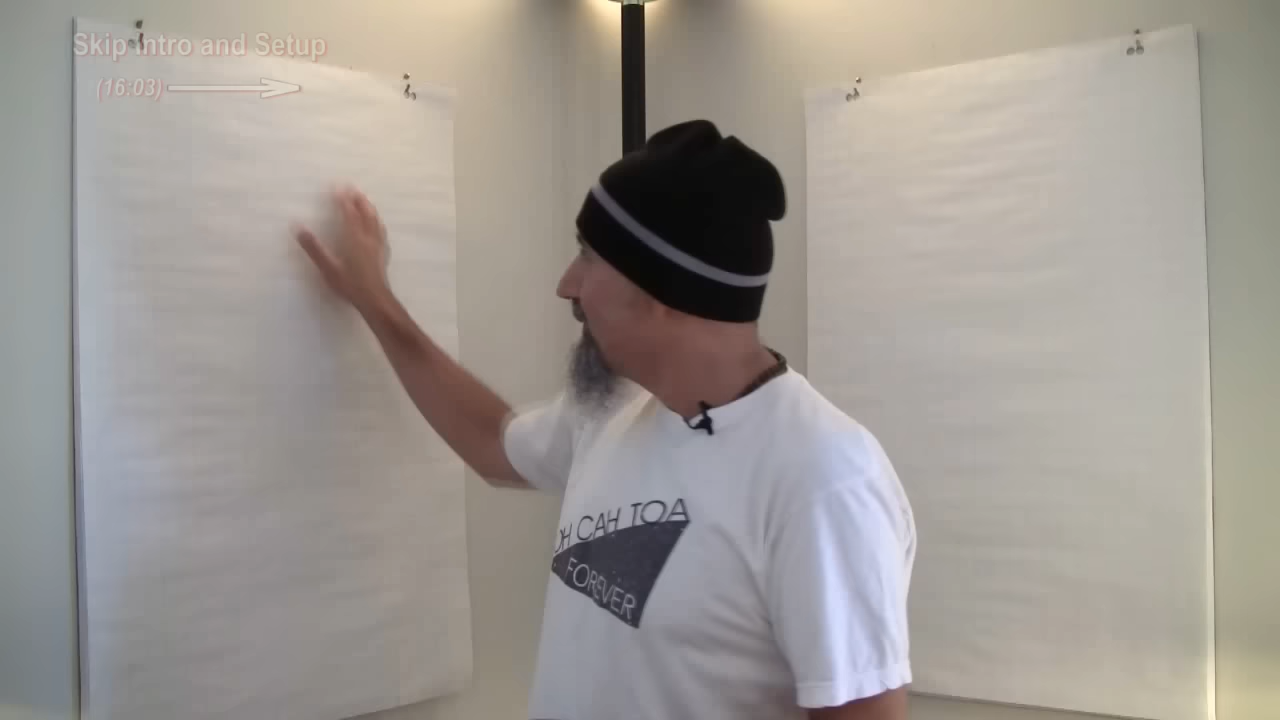 Skip Intro and Setup
(16:03)
OH CAH TOA
FOREVER